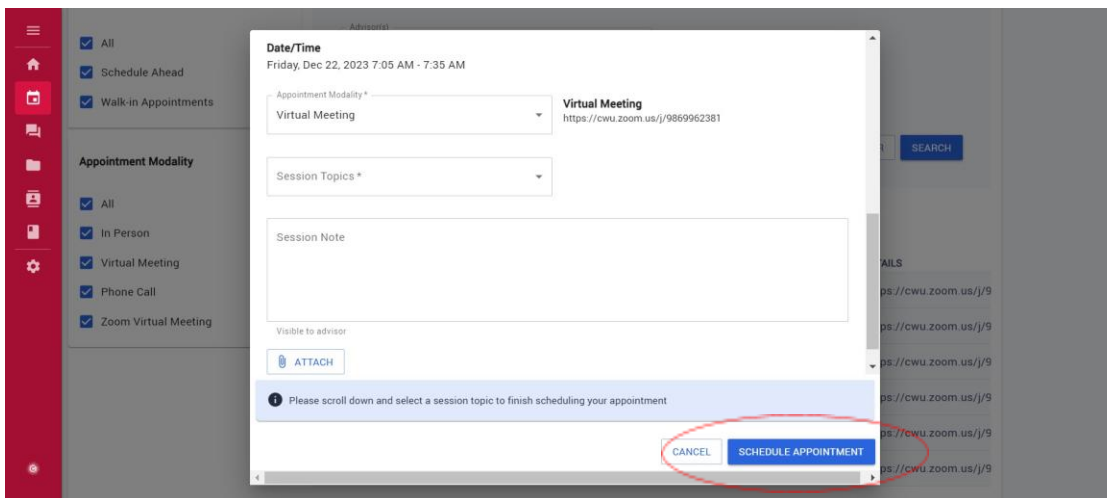 Advisor(s)
All
Schedule Ahead
Walk-in Appointments
Appointment Modality
All
In Person
Virtual Meeting
Phone Call
Zoom Virtual Meeting
Date/Time
Friday, Dec 22, 2023 7:05 AM - 7:35 AM
Appointment Modality *
Virtual Meeting
Virtual Meeting
https://cwu.zoom.us/j/9869962381
Session Topics *
Session Note
Visible to advisor
ATTACH
Please scroll down and select a session topic to finish scheduling your appointment
CANCEL SCHEDULE APPOINTMENT
R SEARCH
AILS
ps://cwu.zoom.us/j/9
ps://cwu.zoom.us/j/9
ps://cwu.zoom.us/j/9
ps://cwu.zoom.us/j/9
ps://cwu.zoom.us/j/9
ps://cwu.zoom.us/j/9